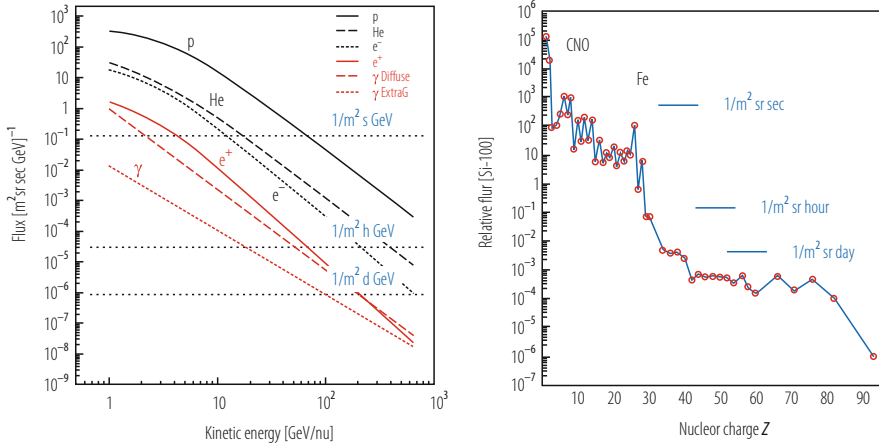 10³
10²
10
1
10⁻¹
10⁻²
10⁻³
10⁻⁴
10⁻⁵
10⁻⁶
10⁻⁷
10⁻⁸
10⁻⁹
Flux [m²sr.sec GeV]⁻¹
1
10
10²
10³
Kinetic energy [GeV/nu]
p
He
e⁻
e⁺
γ Diffuse
γ ExtraG
p
He
1/m² s GeV
e⁺
γ
e⁻
1/m² h GeV
1/m² d GeV
10⁵
10⁴
10³
10²
10
1
10⁻¹
10⁻²
10⁻³
10⁻⁴
10⁻⁵
10⁻⁶
10⁻⁷
Relative flur [Si-100]
CNO
Fe
1/m² sr sec
1/m² sr hour
1/m² sr day
10 20 30 40 50 60 70 80 90
Nucleor charge Z